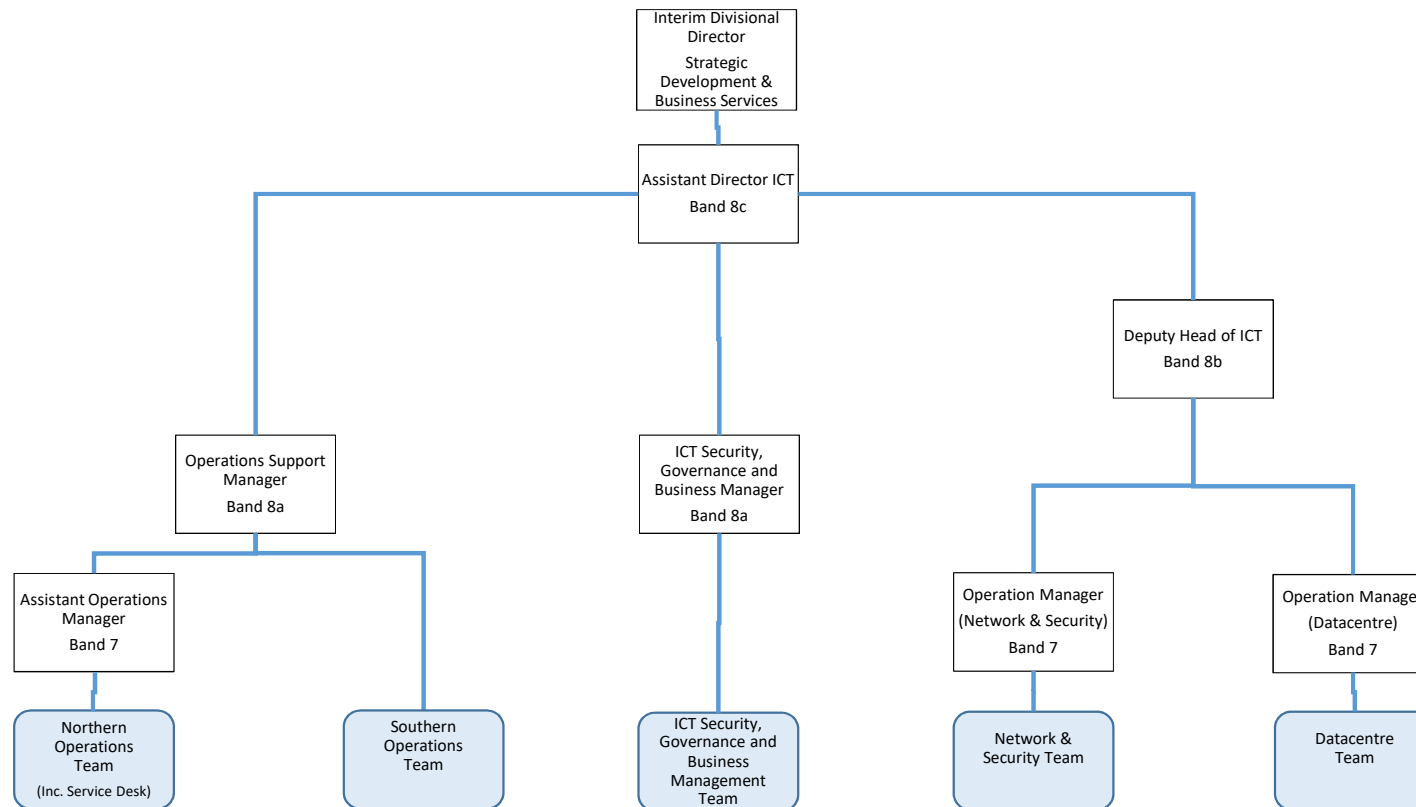 Interim Divisional
Director
Strategic
Development &
Business Services
Assistant Director ICT
Band 8c
Deputy Head of ICT
Band 8b
Operations Support
Manager
Band 8a
ICT Security,
Governance and
Business Manager
Band 8a
Assistant Operations
Manager
Band 7
Operation Manager
(Network & Security)
Band 7
Operation Manage
(Datacentre)
Band 7
Northern
Operations
Team
(Inc. Service Desk)
Southern
Operations
Team
ICT Security,
Governance and
Business
Management
Team
Network &
Security Team
Datacentre
Team